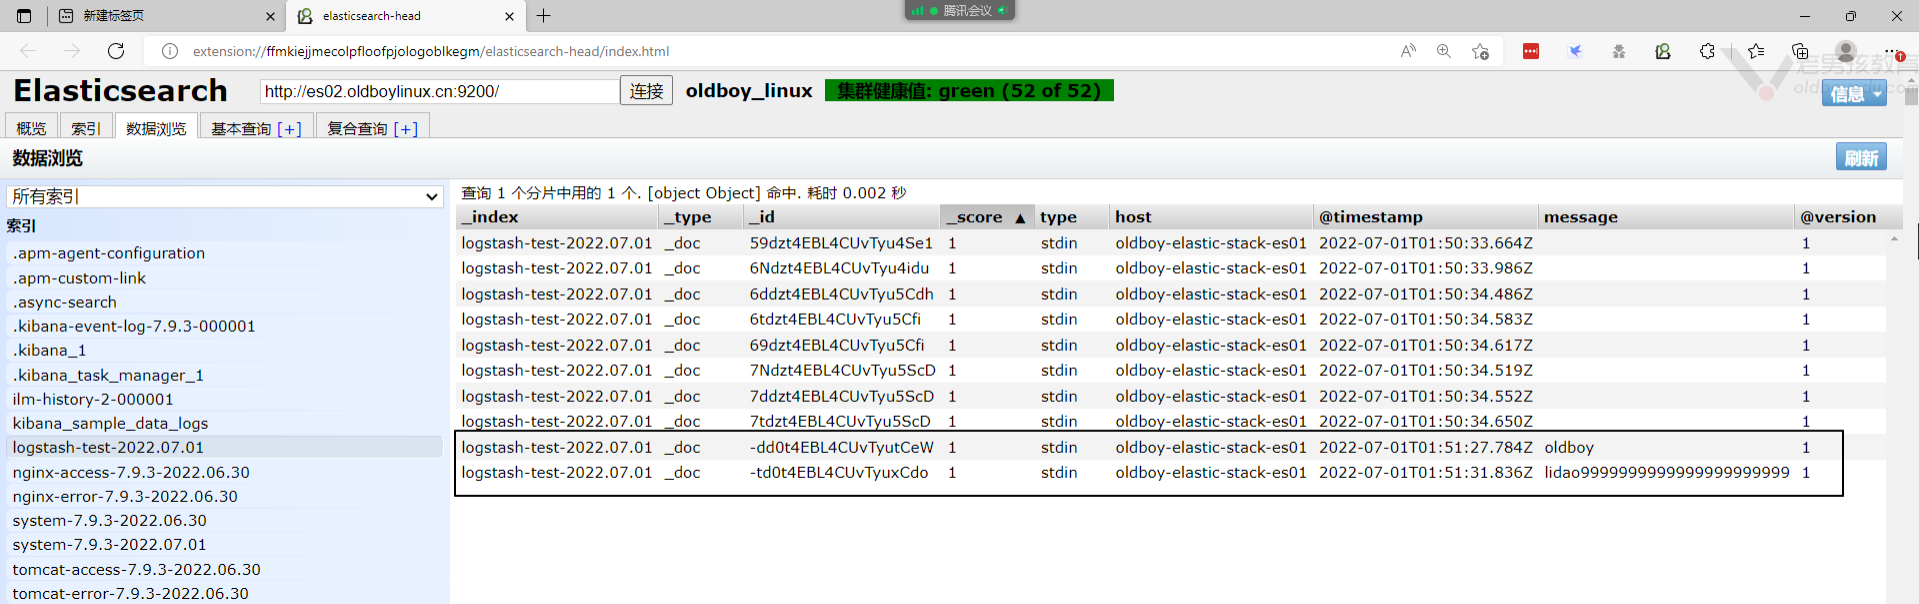 新建标签页
elasticsearch-head
腾讯会议
extension://ffmkiejjmecolpfloofpjologoblkegm/elasticsearch-head/index.html
1
老男孩教育
oldboyedu.com
Elasticsearch
http://es02.oldboylinux.cn:9200/
连接
oldboy_linux
集群健康值: green (52 of 52)
信息
概览 索引 数据浏览 基本查询 [+] 复合查询 [+]
数据浏览
刷新
所有索引
索引
.apm-agent-configuration
.apm-custom-link
.async-search
.kibana-event-log-7.9.3-000001
.kibana_1
.kibana_task_manager_1
ilm-history-2-000001
kibana_sample_data_logs
logstash-test-2022.07.01
nginx-access-7.9.3-2022.06.30
nginx-error-7.9.3-2022.06.30
system-7.9.3-2022.06.30
system-7.9.3-2022.07.01
tomcat-access-7.9.3-2022.06.30
tomcat-error-7.9.3-2022.06.30
查询 1 个分片中用的 1 个. [object Object] 命中. 耗时 0.002 秒
_index _type _id _score ▲ type host @timestamp message @version
logstash-test-2022.07.01 _doc 59dzt4EBL4CUvTyu4Se1 1 stdin oldboy-elastic-stack-es01 2022-07-01T01:50:33.664Z 1
logstash-test-2022.07.01 _doc 6Ndzt4EBL4CUvTyu4idu 1 stdin oldboy-elastic-stack-es01 2022-07-01T01:50:33.986Z 1
logstash-test-2022.07.01 _doc 6ddzt4EBL4CUvTyu5Cdh 1 stdin oldboy-elastic-stack-es01 2022-07-01T01:50:34.486Z 1
logstash-test-2022.07.01 _doc 6tdzt4EBL4CUvTyu5Cfi 1 stdin oldboy-elastic-stack-es01 2022-07-01T01:50:34.583Z 1
logstash-test-2022.07.01 _doc 69dzt4EBL4CUvTyu5Cfi 1 stdin oldboy-elastic-stack-es01 2022-07-01T01:50:34.617Z 1
logstash-test-2022.07.01 _doc 7Ndzt4EBL4CUvTyu5ScD 1 stdin oldboy-elastic-stack-es01 2022-07-01T01:50:34.519Z 1
logstash-test-2022.07.01 _doc 7ddzt4EBL4CUvTyu5ScD 1 stdin oldboy-elastic-stack-es01 2022-07-01T01:50:34.552Z 1
logstash-test-2022.07.01 _doc 7tdzt4EBL4CUvTyu5ScD 1 stdin oldboy-elastic-stack-es01 2022-07-01T01:50:34.650Z 1
logstash-test-2022.07.01 _doc -dd0t4EBL4CUvTyutCeW 1 stdin oldboy-elastic-stack-es01 2022-07-01T01:51:27.784Z oldboy 1
logstash-test-2022.07.01 _doc -td0t4EBL4CUvTyuxCdo 1 stdin oldboy-elastic-stack-es01 2022-07-01T01:51:31.836Z lidao9999999999999999999999 1